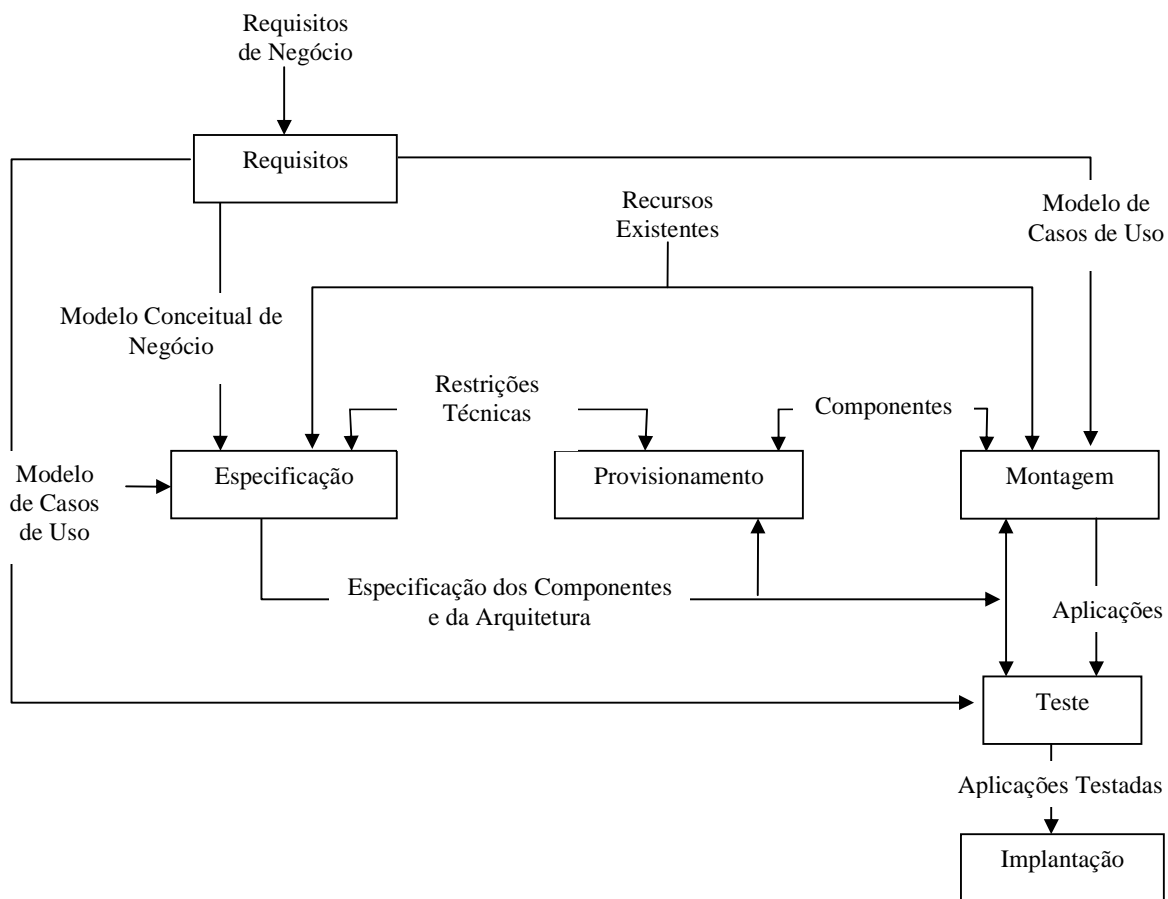 Requisitos
de Negócio
Requisitos
Recursos
Existentes
Modelo de
Casos de Uso
Modelo Conceitual de
Negócio
Restrições
Técnicas
Componentes
Modelo
de Casos
de Uso
Especificação
Provisionamento
Montagem
Especificação dos Componentes
e da Arquitetura
Aplicações
Teste
Aplicações Testadas
Implantação